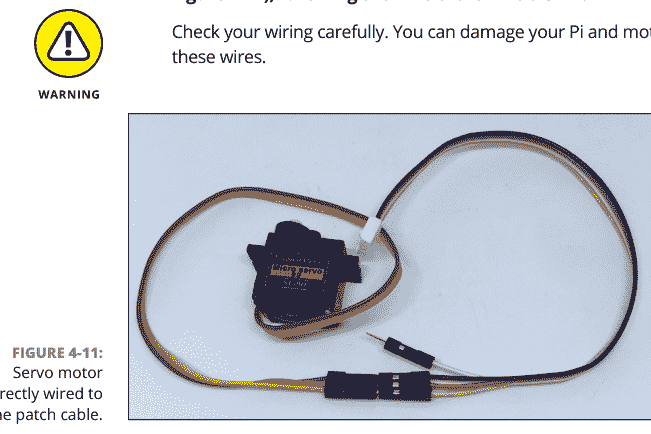 Check your wiring carefully. You can damage your Pi and mot
these wires.
WARNING
Micro servo
FIGURE 4-11:
Servo motor
rectly wired to
e patch cable.